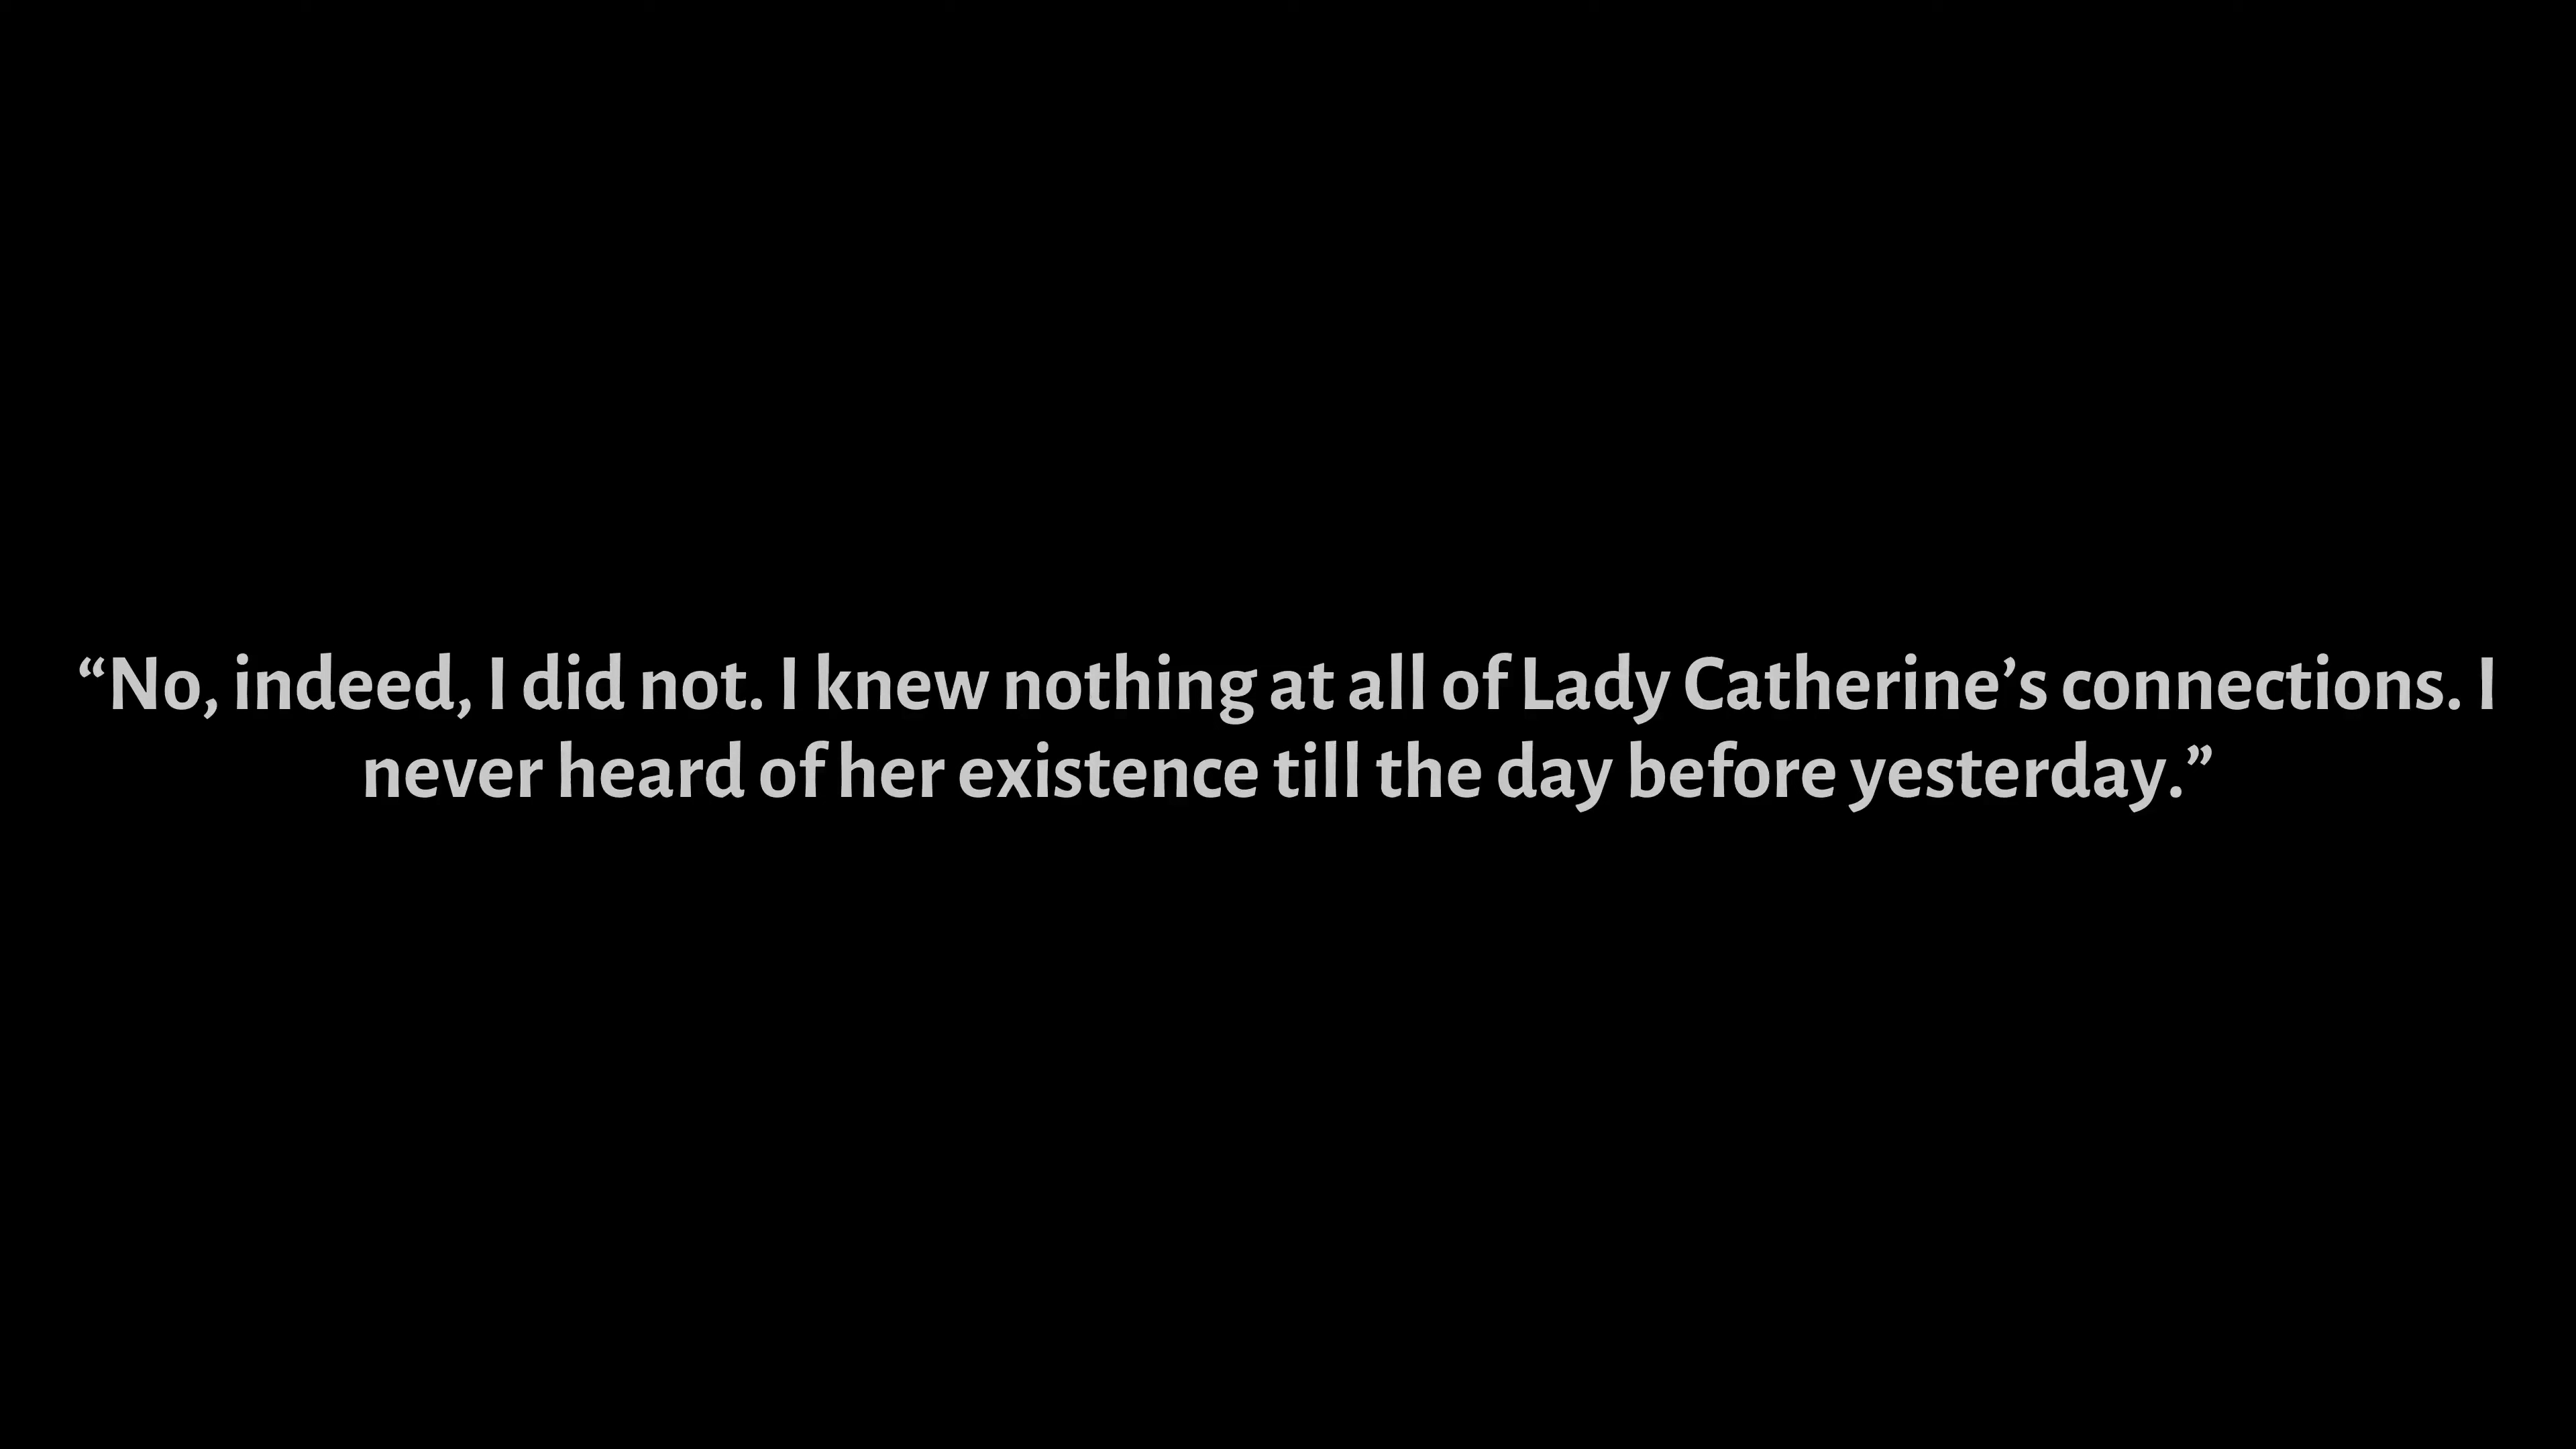 “No, indeed, I did not. I knew nothing at all of Lady Catherine’s connections. I
never heard of her existence till the day before yesterday.”